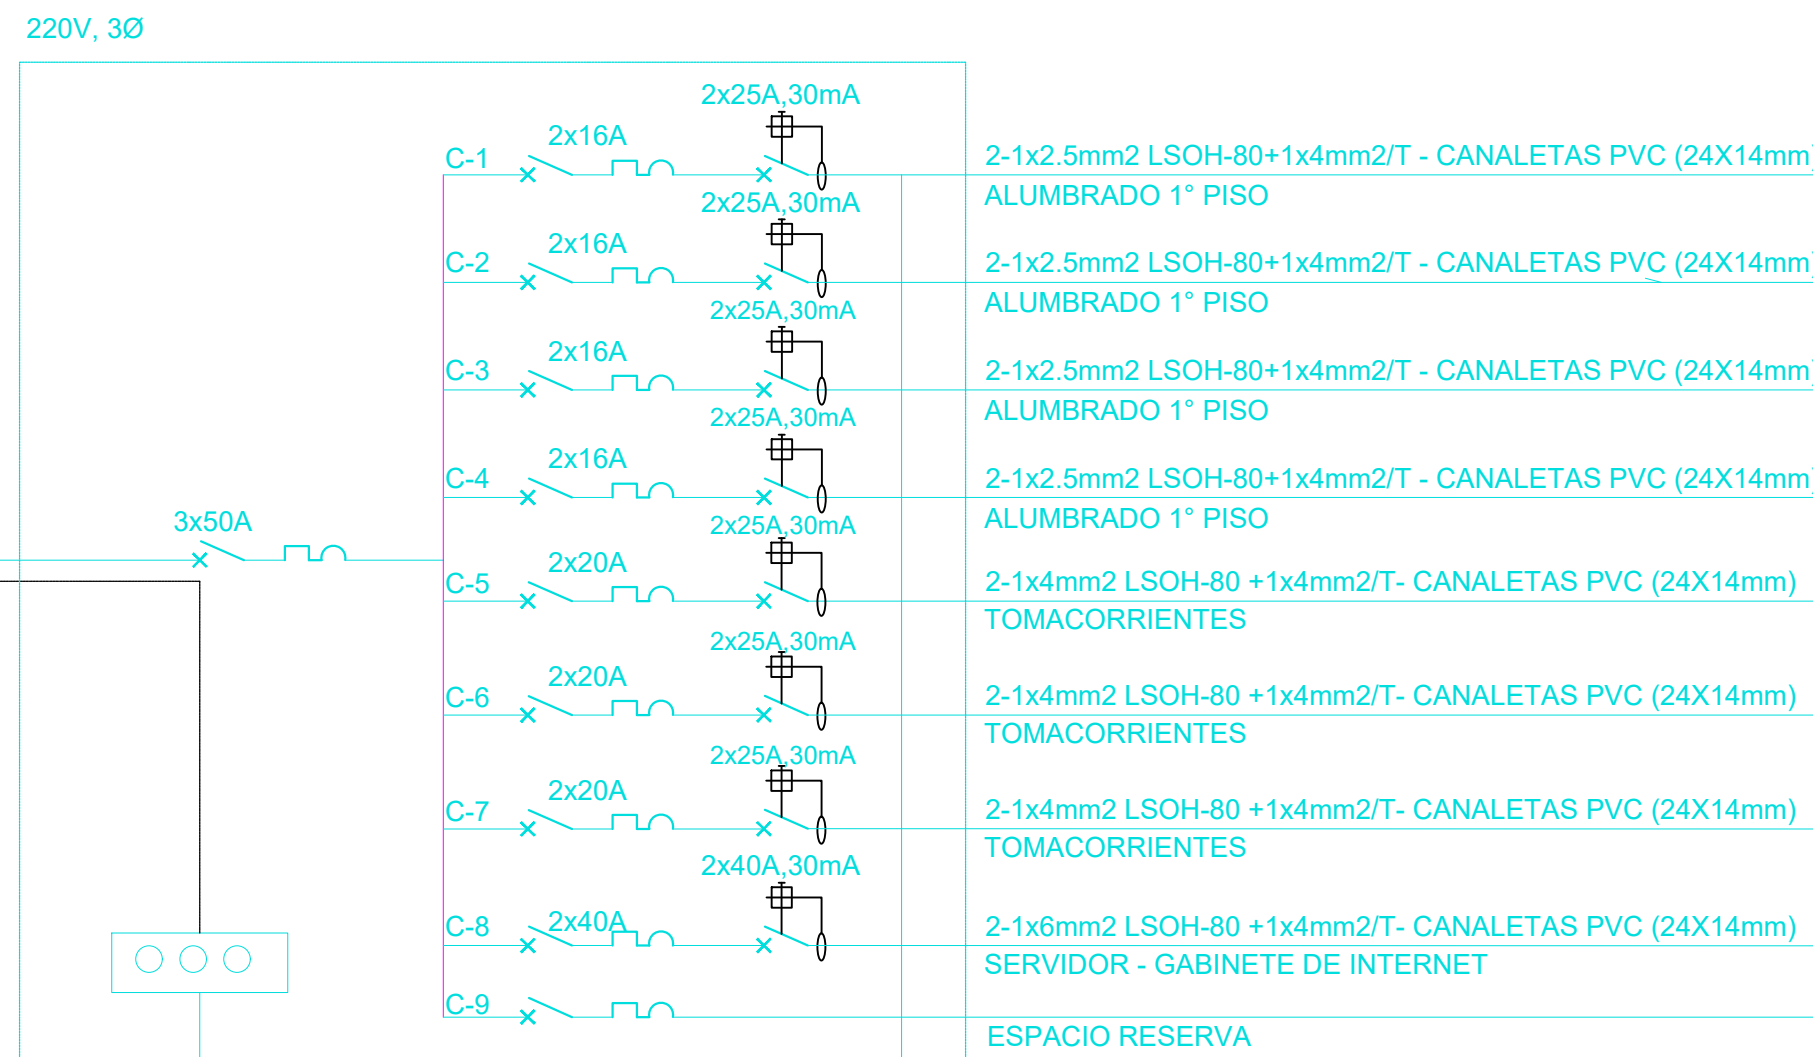 220V, 3Ø
2x25A,30mA
2x16A
C-1
2-1x2.5mm2 LSOH-80+1x4mm2/T - CANALETAS PVC (24X14mm)
ALUMBRADO 1° PISO
2x25A,30mA
2x16A
C-2
2-1x2.5mm2 LSOH-80+1x4mm2/T - CANALETAS PVC (24X14mm)
ALUMBRADO 1° PISO
2x25A,30mA
2x16A
C-3
2-1x2.5mm2 LSOH-80+1x4mm2/T - CANALETAS PVC (24X14mm)
ALUMBRADO 1° PISO
2x25A,30mA
2x16A
C-4
2-1x2.5mm2 LSOH-80+1x4mm2/T - CANALETAS PVC (24X14mm)
ALUMBRADO 1° PISO
3x50A
2x25A,30mA
2x20A
C-5
2-1x4mm2 LSOH-80 +1x4mm2/T- CANALETAS PVC (24X14mm)
TOMACORRIENTES
2x25A,30mA
2x20A
C-6
2-1x4mm2 LSOH-80 +1x4mm2/T- CANALETAS PVC (24X14mm)
TOMACORRIENTES
2x25A,30mA
2x20A
C-7
2-1x4mm2 LSOH-80 +1x4mm2/T- CANALETAS PVC (24X14mm)
TOMACORRIENTES
2x40A,30mA
2x40A
C-8
2-1x6mm2 LSOH-80 +1x4mm2/T- CANALETAS PVC (24X14mm)
SERVIDOR - GABINETE DE INTERNET
C-9
ESPACIO RESERVA